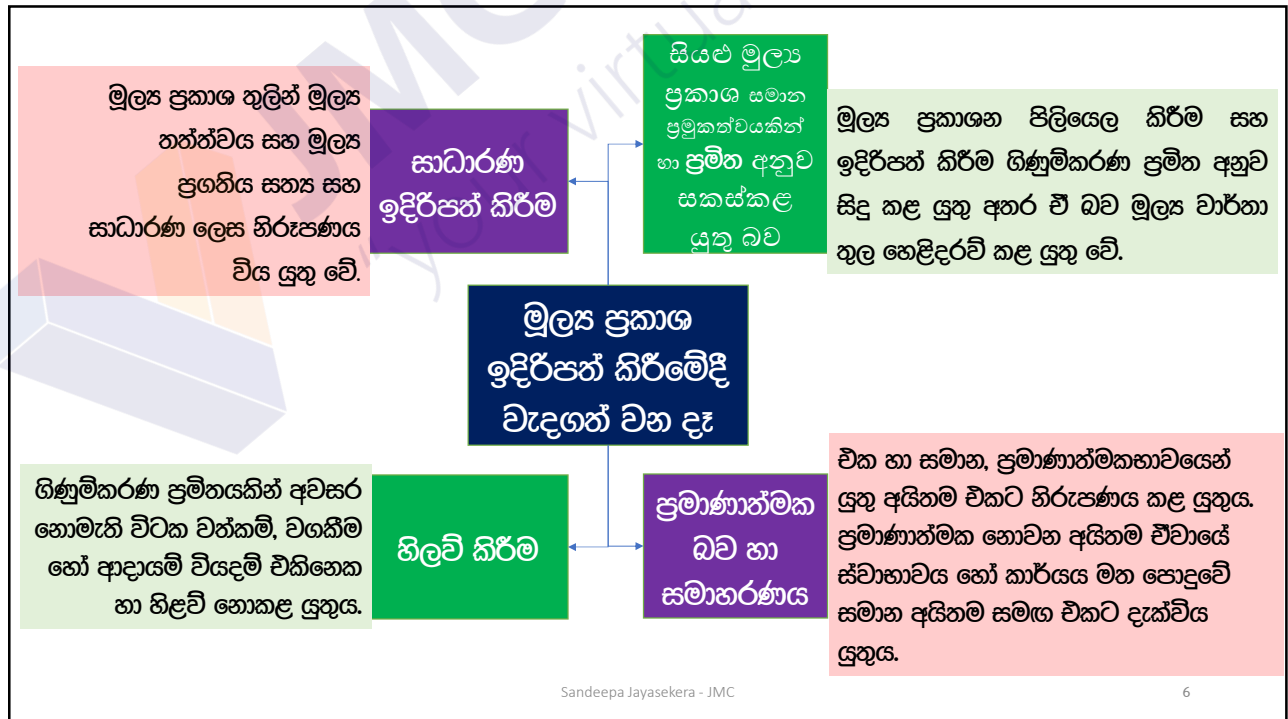 මූල්‍ය ප්‍රකාශ තුලින් මූල්‍ය
තත්ත්වය සහ මූල්‍ය
ප්‍රගතිය සත්‍ය සහ
සාධාරණ ලෙස නිරූපණය
විය යුතු වේ.
සාධාරණ
ඉදිරිපත් කිරීම
සියළු මුල්‍ය
ප්‍රකාශ සමාන
ප්‍රමුකත්වයකින්
හා ප්‍රමිත අනුව
සකස්කළ
යුතු බව
මූල්‍ය ප්‍රකාශන පිලියෙල කිරීම සහ
ඉදිරිපත් කිරීම ගිණුම්කරණ ප්‍රමිත අනුව
සිදු කළ යුතු අතර ඒ බව මූල්‍ය වාර්තා
තුල හෙළිදරව් කළ යුතු වේ.
මූල්‍ය ප්‍රකාශ
ඉදිරිපත් කිරීමේදී
වැදගත් වන දෑ
ගිණුම්කරණ ප්‍රමිතයකින් අවසර
නොමැති විටක වත්කම්, වගකීම
හෝ ආදායම් වියදම් එකිනෙක
හා හිළව් නොකළ යුතුය.
හිලව් කිරීම
ප්‍රමාණාත්මක
බව හා
සමාහරණය
එක හා සමාන, ප්‍රමාණාත්මකභාවයෙන්
යුතු අයිතම එකට නිරුපණය කළ යුතුය.
ප්‍රමාණාත්මක නොවන අයිතම ඒවායේ
ස්වාභාවය හෝ කාර්යය මත පොදුවේ
සමාන අයිතම සමඟ එකට දැක්විය
යුතුය.
JMC
"your virtua
Sandeepa Jayasekera - JMC
6